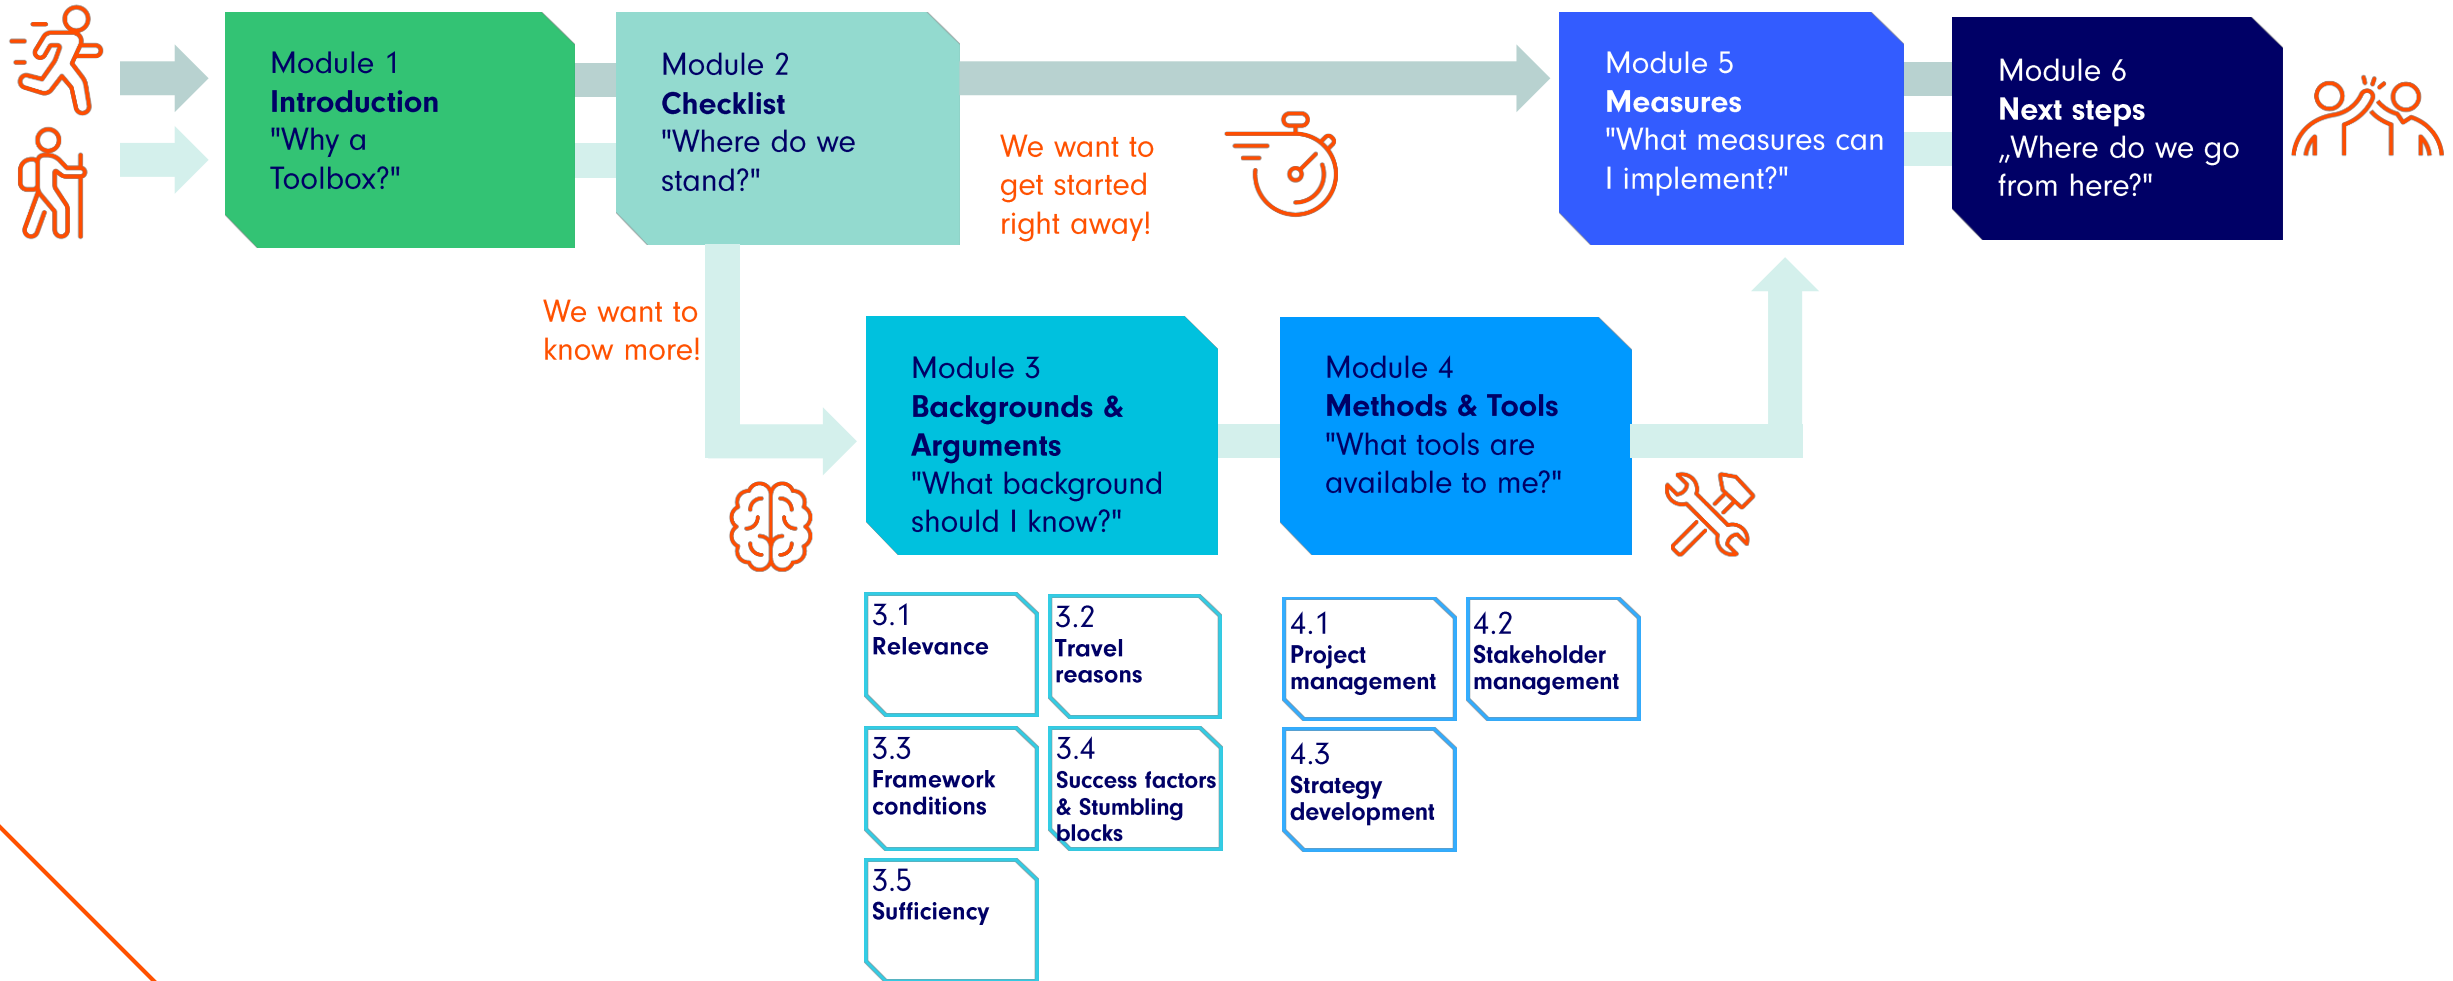 Module 1
Introduction
"Why a
Toolbox?"
Module 2
Checklist
"Where do we
stand?"
We want to
get started
right away!
Module 5
Measures
"What measures can
I implement?"
Module 6
Next steps
„Where do we go
from here?"
We want to
know more!
Module 3
Backgrounds &
Arguments
"What background
should I know?"
Module 4
Methods & Tools
"What tools are
available to me?"
3.1
Relevance
3.2
Travel
reasons
3.3
Framework
conditions
3.4
Success factors
& Stumbling
blocks
3.5
Sufficiency
4.1
Project
management
4.2
Stakeholder
management
4.3
Strategy
development